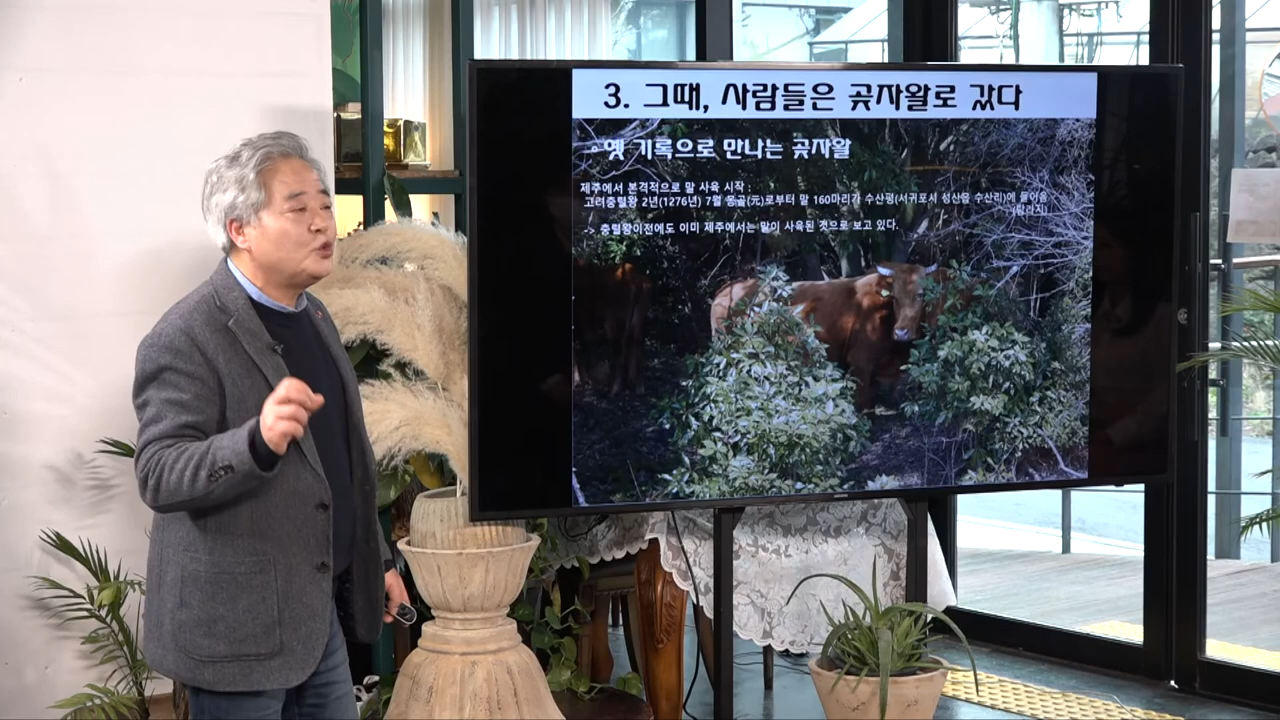 3. 그때, 사람들은 곶자왈로 갔다
◦ 옛 기록으로 만나는 곶자왈
제주에서 본격적으로 말 사육 시작 :
고려충렬왕 2년(1276년) 7월 몽골(元)로부터 말 160마리가 수산평(서귀포시 성산읍 수산리)에 들어옴
(탐라지)
-> 충렬왕이전에도 이미 제주에서는 말이 사육된 것으로 보고 있다.